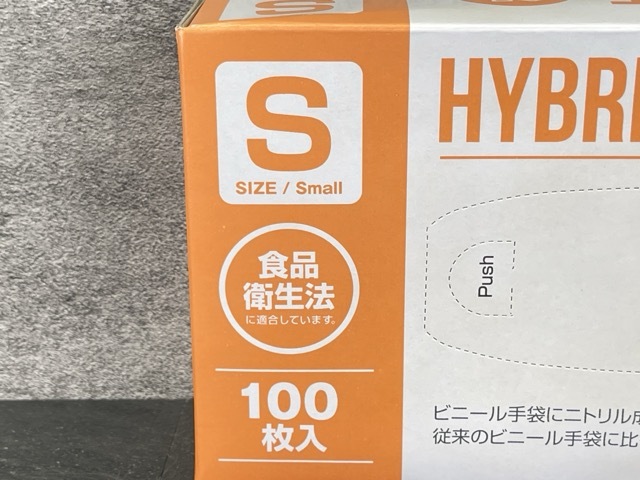 S
SIZE / Small
食品
衛生法
に適合しています。
100
枚入
HYBRI
Push
ビニール手袋にニトリル成
従来のビニール手袋に比